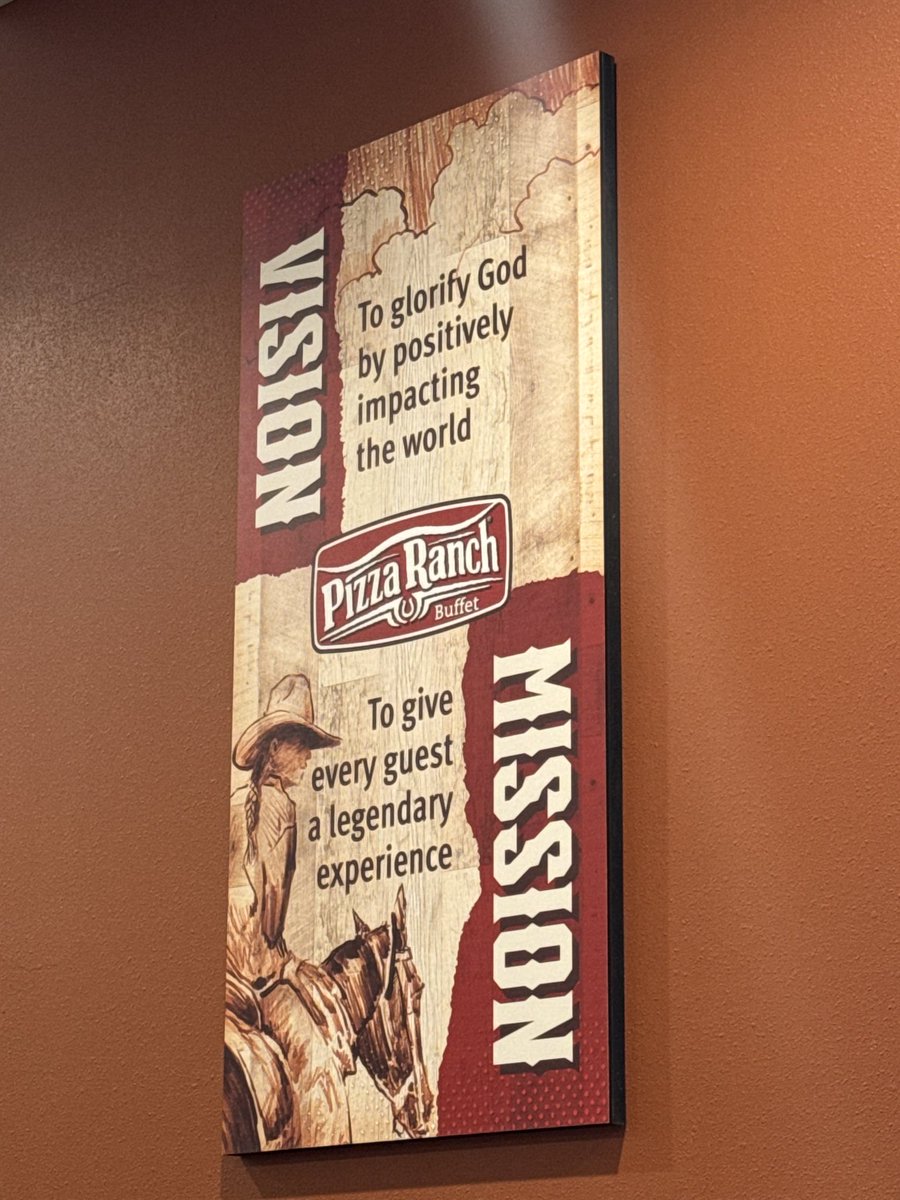 VISION
To glorify God
by positively
impacting
the world
Pizza Ranch
Buffet
To give
every guest
a legendary
experience
MISSION